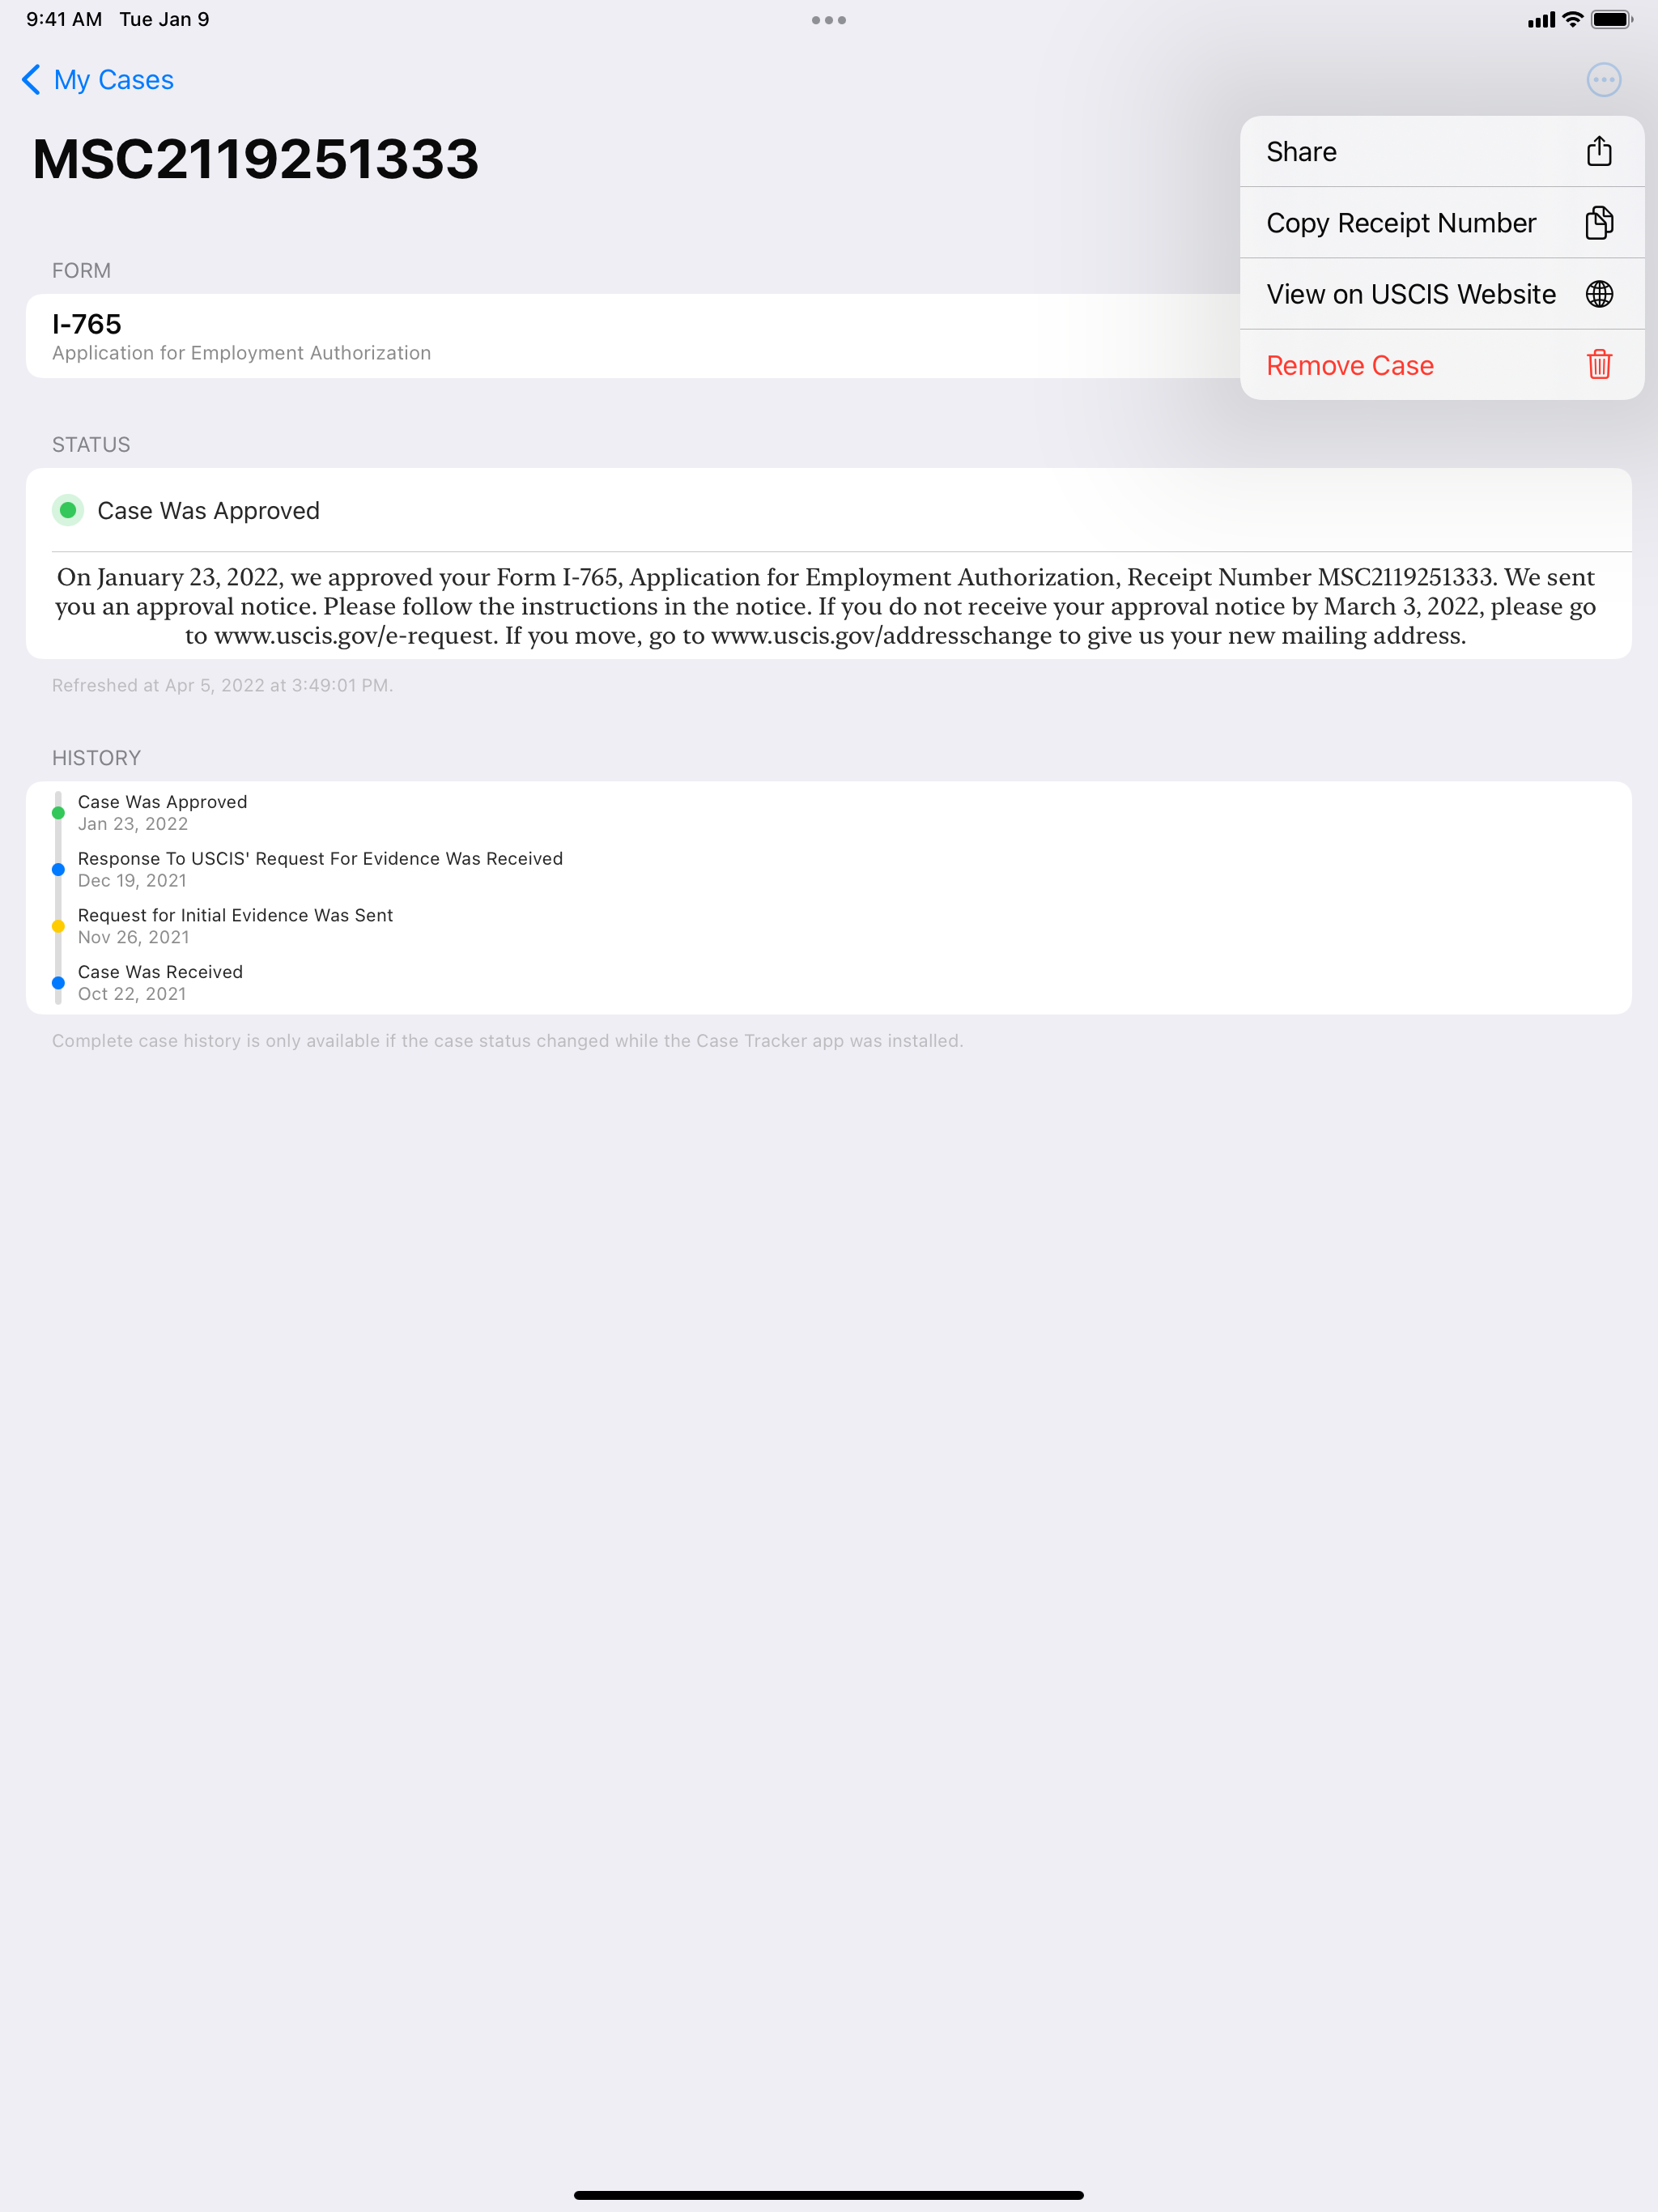 9:41 AM Tue Jan 9
My Cases
MSC2119251333
Share
Copy Receipt Number
View on USCIS Website
Remove Case
FORM
I-765
Application for Employment Authorization
STATUS
Case Was Approved
On January 23, 2022, we approved your Form I-765, Application for Employment Authorization, Receipt Number MSC2119251333. We sent
you an approval notice. Please follow the instructions in the notice. If you do not receive your approval notice by March 3, 2022, please go
to www.uscis.gov/e-request. If you move, go to www.uscis.gov/addresschange to give us your new mailing address.
Refreshed at Apr 5, 2022 at 3:49:01 PM.
HISTORY
Case Was Approved
Jan 23, 2022
Response To USCIS' Request For Evidence Was Received
Dec 19, 2021
Request for Initial Evidence Was Sent
Nov 26, 2021
Case Was Received
Oct 22, 2021
Complete case history is only available if the case status changed while the Case Tracker app was installed.